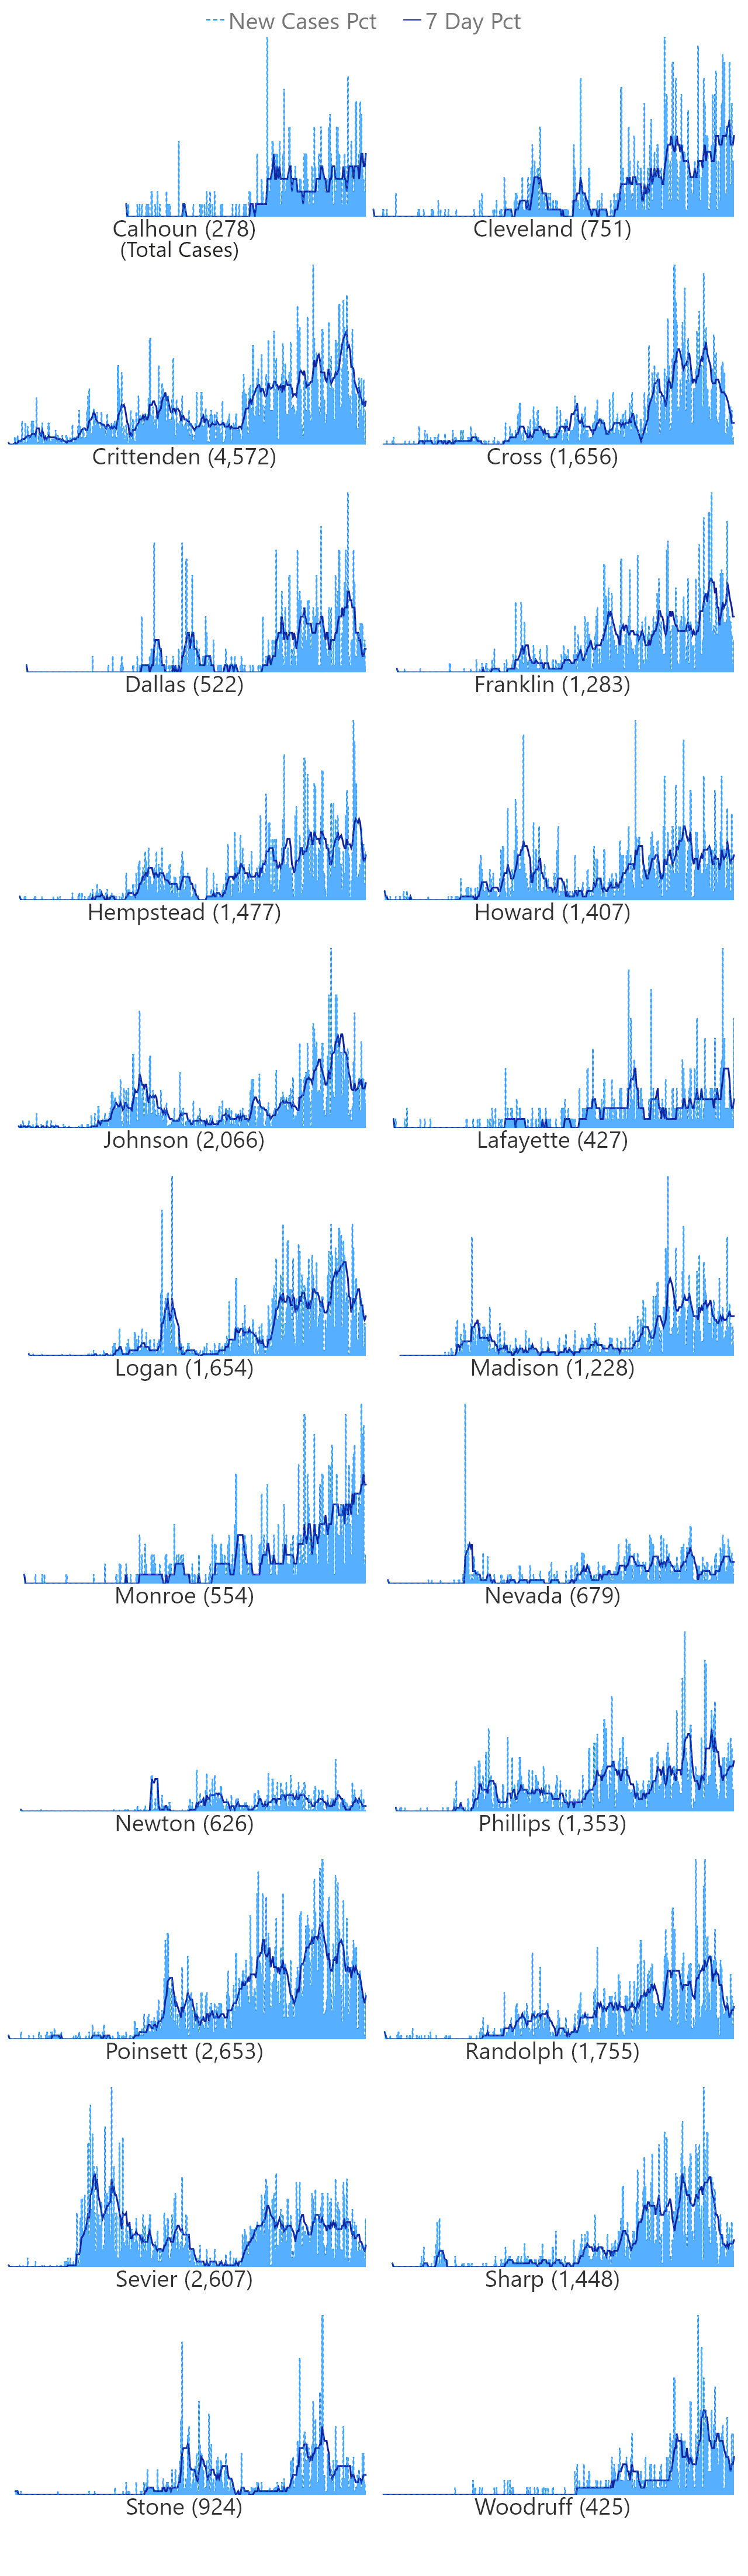 New Cases Pct 7 Day Pct
Calhoun (278) Cleveland (751)
(Total Cases)
Crittenden (4,572) Cross (1,656)
Dallas (522) Franklin (1,283)
Hempstead (1,477) Howard (1,407)
Johnson (2,066) Lafayette (427)
Logan (1,654) Madison (1,228)
Monroe (554) Nevada (679)
Newton (626) Phillips (1,353)
Poinsett (2,653) Randolph (1,755)
Sevier (2,607) Sharp (1,448)
Stone (924) Woodruff (425)